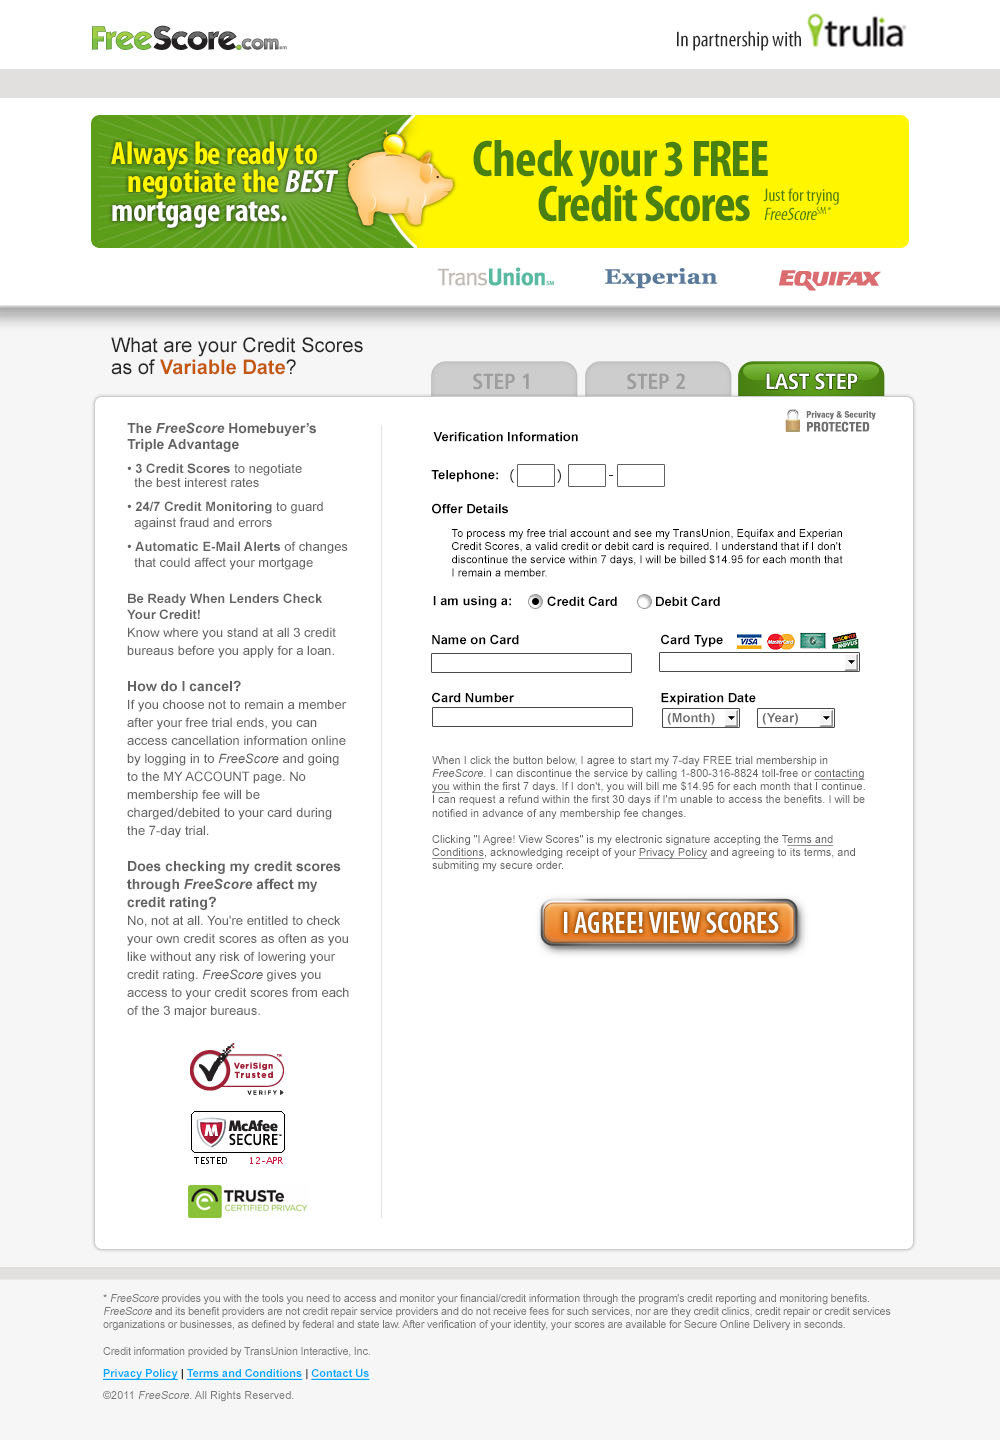 FreeScore.com
In partnership with trulia
Always be ready to
negotiate the BEST
mortgage rates.
Check your 3 FREE
Credit Scores
Just for trying
FreeScore℠*
TransUnion℠ Experian EQUIFAX
What are your Credit Scores
as of Variable Date?
STEP 1 STEP 2 LAST STEP
The FreeScore Homebuyer's
Triple Advantage
• 3 Credit Scores to negotiate
the best interest rates
• 24/7 Credit Monitoring to guard
against fraud and errors
• Automatic E-Mail Alerts of changes
that could affect your mortgage
Be Ready When Lenders Check
Your Credit!
Know where you stand at all 3 credit
bureaus before you apply for a loan.
How do I cancel?
If you choose not to remain a member
after your free trial ends, you can
access cancellation information online
by logging in to FreeScore and going
to the MY ACCOUNT page. No
membership fee will be
charged/debited to your card during
the 7-day trial.
Does checking my credit scores
through FreeScore affect my
credit rating?
No, not at all. You're entitled to check
your own credit scores as often as you
like without any risk of lowering your
credit rating. FreeScore gives you
access to your credit scores from each
of the 3 major bureaus.
VeriSign
Trusted
VERIFY
McAfee
SECURE
TESTED 12-APR
TRUSTe
CERTIFIED PRIVACY
Privacy & Security
PROTECTED
Verification Information
Telephone: ( ) -
Offer Details
To process my free trial account and see my TransUnion, Equifax and Experian
Credit Scores, a valid credit or debit card is required. I understand that if I don't
discontinue the service within 7 days, I will be billed $14.95 for each month that
I remain a member.
I am using a: Credit Card Debit Card
Name on Card
Card Type VISA MasterCard DISCOVER NOVUS
Card Number
Expiration Date
(Month) (Year)
When I click the button below, I agree to start my 7-day FREE trial membership in
FreeScore. I can discontinue the service by calling 1-800-316-8824 toll-free or contacting
you within the first 7 days. If I don't, you will bill me $14.95 for each month that I continue.
I can request a refund within the first 30 days if I'm unable to access the benefits. I will be
notified in advance of any membership fee changes.
Clicking "I Agree! View Scores" is my electronic signature accepting the Terms and
Conditions, acknowledging receipt of your Privacy Policy and agreeing to its terms, and
submiting my secure order.
I AGREE! VIEW SCORES
* FreeScore provides you with the tools you need to access and monitor your financial/credit information through the program's credit reporting and monitoring benefits.
FreeScore and its benefit providers are not credit repair service providers and do not receive fees for such services, nor are they credit clinics, credit repair or credit services
organizations or businesses, as defined by federal and state law. After verification of your identity, your scores are available for Secure Online Delivery in seconds.
Credit information provided by TransUnion Interactive, Inc.
Privacy Policy | Terms and Conditions | Contact Us
©2011 FreeScore. All Rights Reserved.